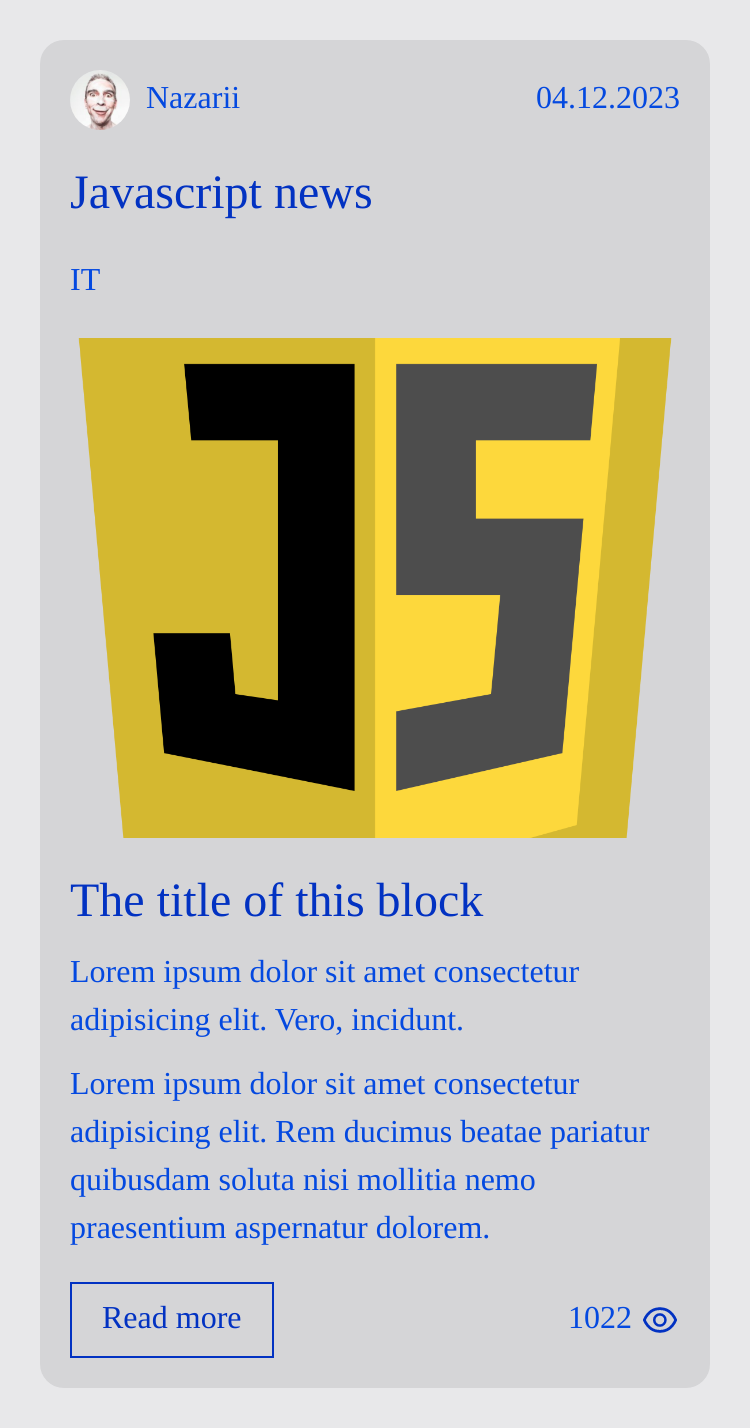 Nazarii 04.12.2023
Javascript news
IT
JS
The title of this block
Lorem ipsum dolor sit amet consectetur
adipisicing elit. Vero, incidunt.
Lorem ipsum dolor sit amet consectetur
adipisicing elit. Rem ducimus beatae pariatur
quibusdam soluta nisi mollitia nemo
praesentium aspernatur dolorem.
Read more 1022